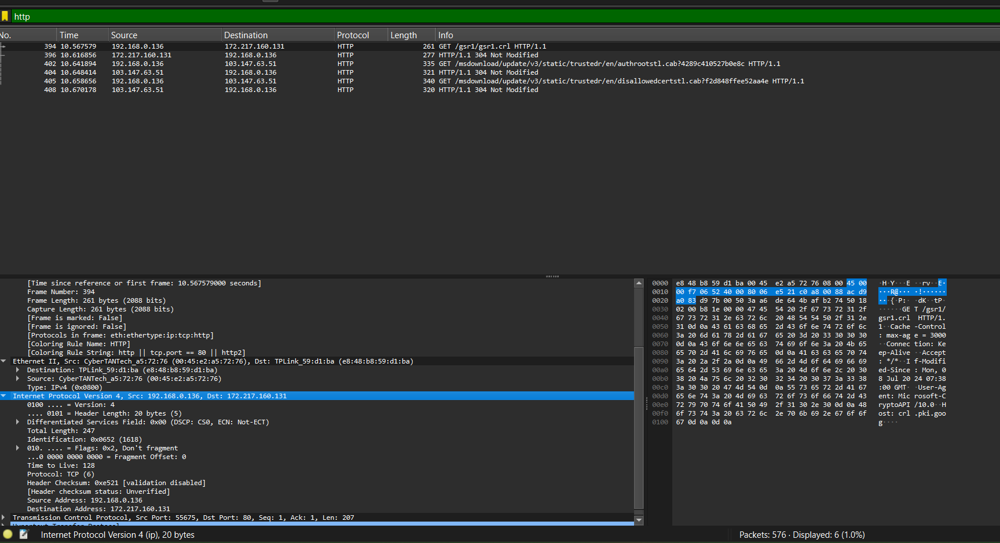 http
No. Time Source Destination Protocol Length Info
394 10.567579 192.168.0.136 172.217.160.131 HTTP 261 GET /gsr1/gsr1.crl HTTP/1.1
396 10.616856 172.217.160.131 192.168.0.136 HTTP 277 HTTP/1.1 304 Not Modified
402 10.641894 192.168.0.136 103.147.63.51 HTTP 335 GET /msdownload/update/v3/static/trustedr/en/authrootstl.cab?4289c410527b0e8c HTTP/1.1
404 10.648414 103.147.63.51 192.168.0.136 HTTP 321 HTTP/1.1 304 Not Modified
405 10.658656 192.168.0.136 103.147.63.51 HTTP 340 GET /msdownload/update/v3/static/trustedr/en/disallowedcertstl.cab?f2d848ffee52aa4e HTTP/1.1
408 10.670178 103.147.63.51 192.168.0.136 HTTP 320 HTTP/1.1 304 Not Modified
[Time since reference or first frame: 10.567579000 seconds]
Frame Number: 394
Frame Length: 261 bytes (2088 bits)
Capture Length: 261 bytes (2088 bits)
[Frame is marked: False]
[Frame is ignored: False]
[Protocols in frame: eth:ethertype:ip:tcp:http]
[Coloring Rule Name: HTTP]
[Coloring Rule String: http || tcp.port == 80 || http2]
Ethernet II, Src: CyberTANTech_a5:72:76 (00:45:e2:a5:72:76), Dst: TPLink_59:d1:ba (e8:48:b8:59:d1:ba)
Destination: TPLink_59:d1:ba (e8:48:b8:59:d1:ba)
Source: CyberTANTech_a5:72:76 (00:45:e2:a5:72:76)
Type: IPv4 (0x0800)
Internet Protocol Version 4, Src: 192.168.0.136, Dst: 172.217.160.131
0100 .... = Version: 4
.... 0101 = Header Length: 20 bytes (5)
Differentiated Services Field: 0x00 (DSCP: CS0, ECN: Not-ECT)
Total Length: 247
Identification: 0x0652 (1618)
010. .... = Flags: 0x2, Don't fragment
...0 0000 0000 0000 = Fragment Offset: 0
Time to Live: 128
Protocol: TCP (6)
Header Checksum: 0xe521 [validation disabled]
[Header checksum status: Unverified]
Source Address: 192.168.0.136
Destination Address: 172.217.160.131
Transmission Control Protocol, Src Port: 55675, Dst Port: 80, Seq: 1, Ack: 1, Len: 207
Hypertext Transfer Protocol
0000 e8 48 b8 59 d1 ba 00 45 e2 a5 72 76 08 00 45 00 ·H·Y···E ··rv··E·
0010 00 f7 06 52 40 00 80 06 e5 21 c0 a8 00 88 ac d9 ···R@··· ·!······
0020 a0 83 d9 7b 00 50 3a a6 de 64 4b af b2 74 50 18 ···{·P:· ·dK··tP·
0030 02 00 b8 1e 00 00 47 45 54 20 2f 67 73 72 31 2f ······GE T /gsr1/
0040 67 73 72 31 2e 63 72 6c 20 48 54 54 50 2f 31 2e gsr1.crl HTTP/1.
0050 31 0d 0a 43 61 63 68 65 2d 43 6f 6e 74 72 6f 6c 1··Cache -Control
0060 3a 20 6d 61 78 2d 61 67 65 20 3d 20 33 30 30 30 : max-ag e = 3000
0070 0d 0a 43 6f 6e 6e 65 63 74 69 6f 6e 3a 20 4b 65 ··Connec tion: Ke
0080 65 70 2d 41 6c 69 76 65 0d 0a 41 63 63 65 70 74 ep-Alive ··Accept
0090 3a 20 2a 2f 2a 0d 0a 49 66 2d 4d 6f 64 69 66 69 : */*··I f-Modifi
00a0 65 64 2d 53 69 6e 63 65 3a 20 4d 6f 6e 2c 20 30 ed-Since : Mon, 0
00b0 38 20 4a 75 6c 20 32 30 32 34 20 30 37 3a 33 38 8 Jul 20 24 07:38
00c0 3a 30 30 20 47 4d 54 0d 0a 55 73 65 72 2d 41 67 :00 GMT· ·User-Ag
00d0 65 6e 74 3a 20 4d 69 63 72 6f 73 6f 66 74 2d 43 ent: Mic rosoft-C
00e0 72 79 70 74 6f 41 50 49 2f 31 30 2e 30 0d 0a 48 ryptoAPI /10.0··H
00f0 6f 73 74 3a 20 63 72 6c 2e 70 6b 69 2e 67 6f 6f ost: crl .pki.goo
0100 67 0d 0a 0d 0a g····
Internet Protocol Version 4 (ip), 20 bytes
Packets: 576 · Displayed: 6 (1.0%)